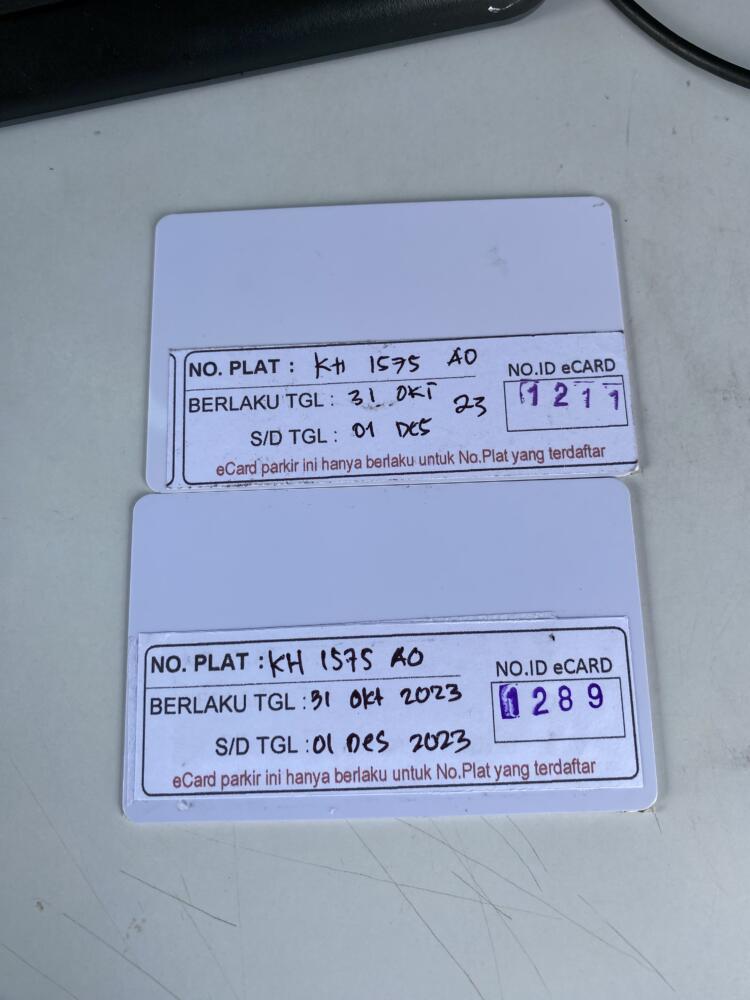 NO. PLAT : KH 1575 AO
NO.ID eCARD
BERLAKU TGL : 31 OKT 23
1211
S/D TGL : 01 DES
eCard parkir ini hanya berlaku untuk No.Plat yang terdaftar
NO. PLAT : KH 1575 AO
NO.ID eCARD
BERLAKU TGL : 31 Okt 2023
1289
S/D TGL : 01 Des 2023
eCard parkir ini hanya berlaku untuk No.Plat yang terdaftar